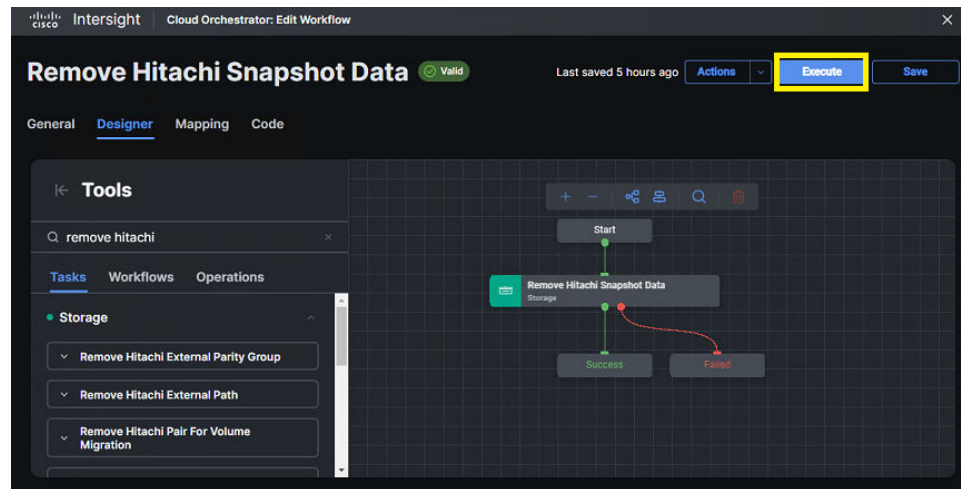 cisco Intersight Cloud Orchestrator: Edit Workflow
Remove Hitachi Snapshot Data Valid Last saved 5 hours ago Actions Execute Save
General Designer Mapping Code
Tools
remove hitachi
Tasks Workflows Operations
Storage
Remove Hitachi External Parity Group
Remove Hitachi External Path
Remove Hitachi Pair For Volume
Migration
Start
Remove Hitachi Snapshot Data
Storage
Success Failed